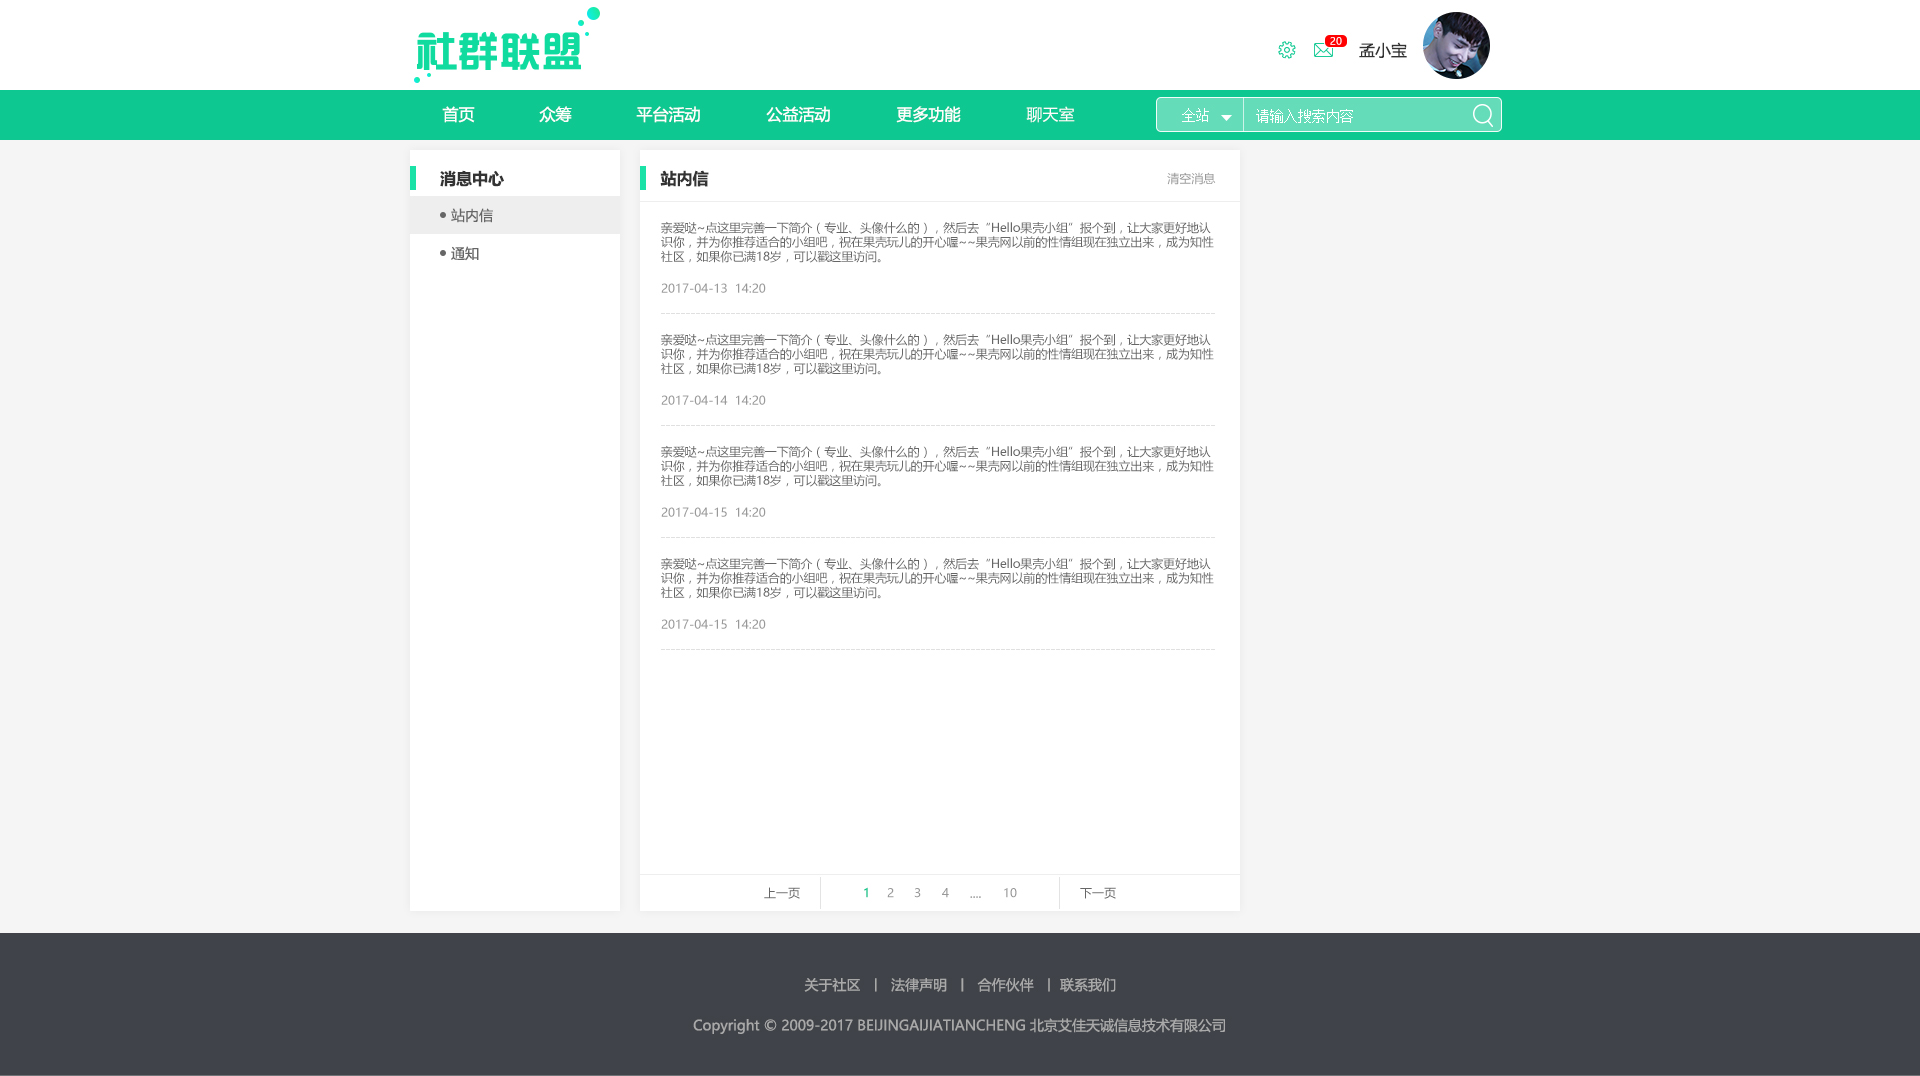 社群联盟
20
孟小宝
首页 众筹 平台活动 公益活动 更多功能 聊天室 全站 请输入搜索内容
消息中心
站内信
通知
站内信 清空消息
亲爱哒~点这里完善一下简介（专业、头像什么的），然后去“Hello果壳小组”报个到，让大家更好地认
识你，并为你推荐适合的小组吧，祝在果壳玩儿的开心喔~~果壳网以前的性情组现在独立出来，成为知性
社区，如果你已满18岁，可以戳这里访问。
2017-04-13 14:20
亲爱哒~点这里完善一下简介（专业、头像什么的），然后去“Hello果壳小组”报个到，让大家更好地认
识你，并为你推荐适合的小组吧，祝在果壳玩儿的开心喔~~果壳网以前的性情组现在独立出来，成为知性
社区，如果你已满18岁，可以戳这里访问。
2017-04-14 14:20
亲爱哒~点这里完善一下简介（专业、头像什么的），然后去“Hello果壳小组”报个到，让大家更好地认
识你，并为你推荐适合的小组吧，祝在果壳玩儿的开心喔~~果壳网以前的性情组现在独立出来，成为知性
社区，如果你已满18岁，可以戳这里访问。
2017-04-15 14:20
亲爱哒~点这里完善一下简介（专业、头像什么的），然后去“Hello果壳小组”报个到，让大家更好地认
识你，并为你推荐适合的小组吧，祝在果壳玩儿的开心喔~~果壳网以前的性情组现在独立出来，成为知性
社区，如果你已满18岁，可以戳这里访问。
2017-04-15 14:20
上一页 1 2 3 4 .... 10 下一页
关于社区 | 法律声明 | 合作伙伴 | 联系我们
Copyright © 2009-2017 BEIJINGAIJIATIANCHENG 北京艾佳天诚信息技术有限公司